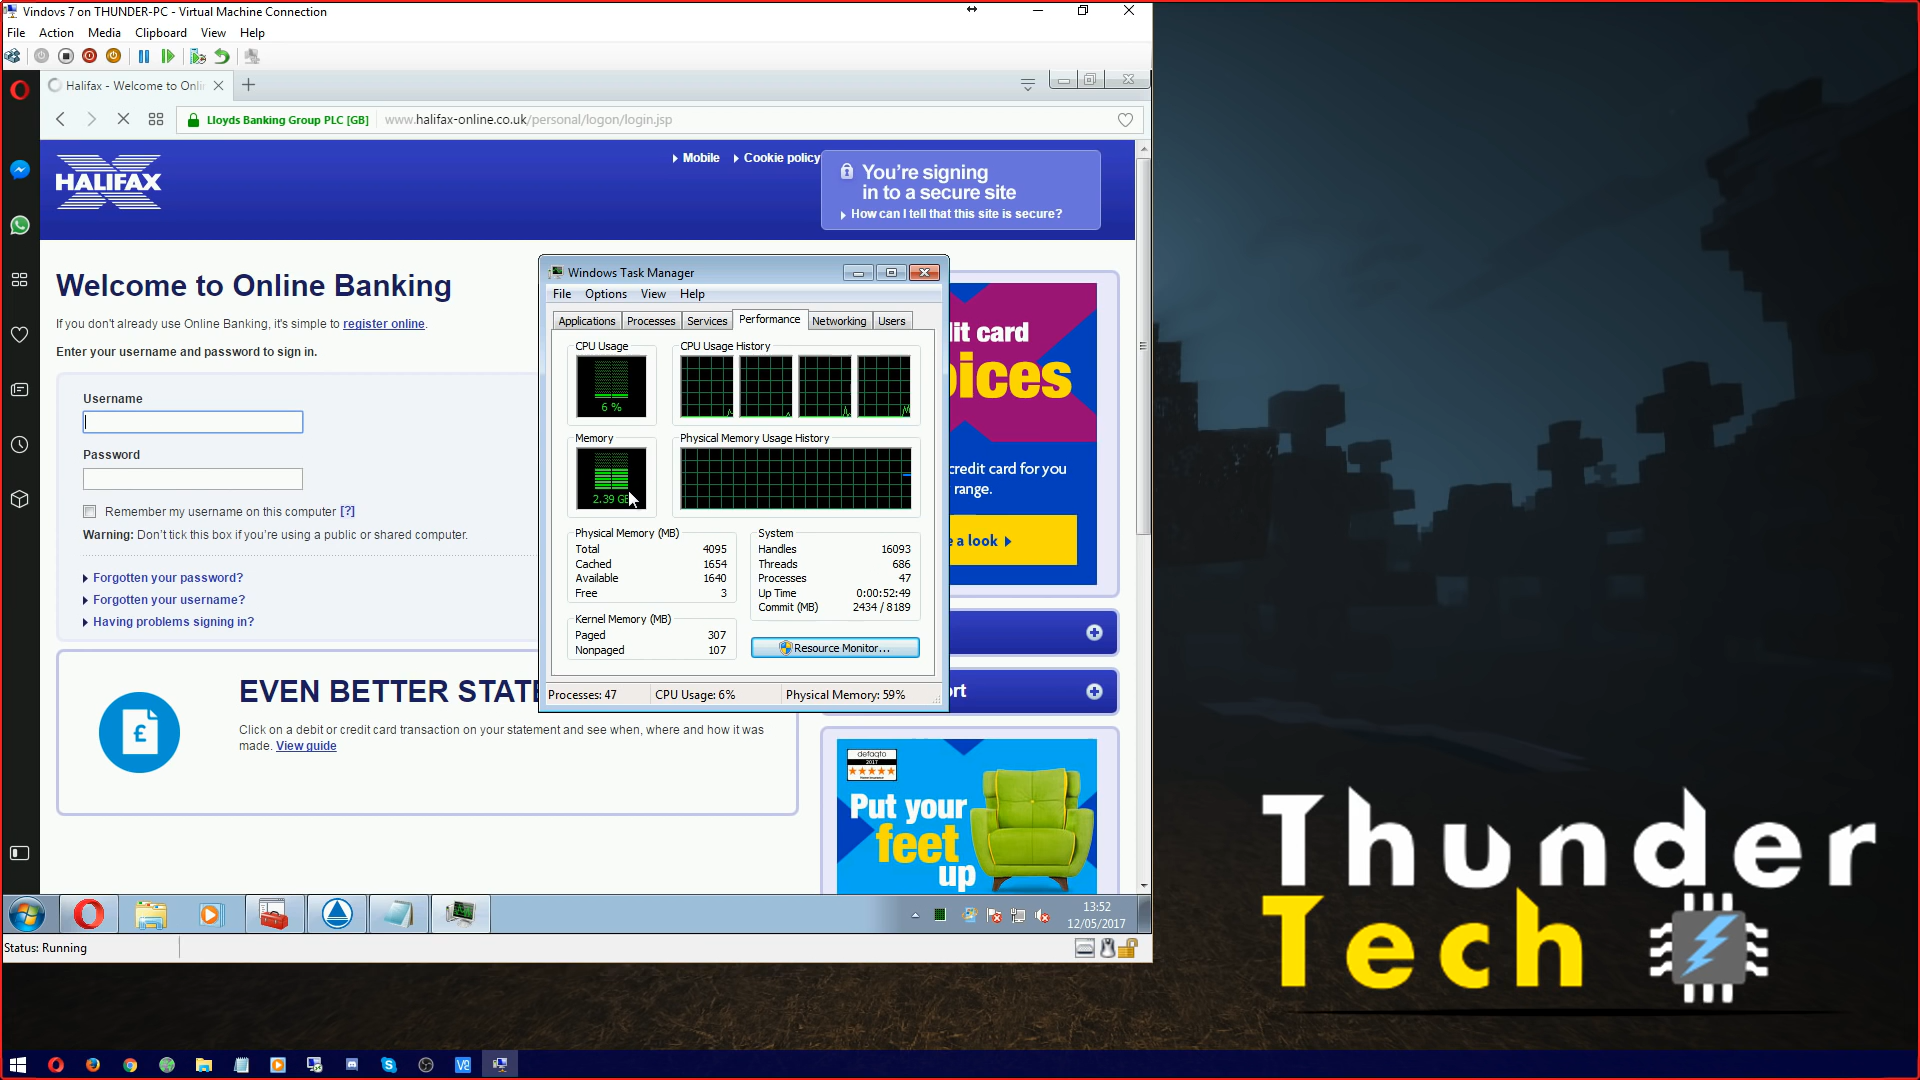 Vindovs 7 on THUNDER-PC - Virtual Machine Connection
File Action Media Clipboard View Help
Halifax - Welcome to Onli
Lloyds Banking Group PLC [GB] www.halifax-online.co.uk/personal/logon/login.jsp
HALIFAX
Mobile Cookie policy
You're signing
in to a secure site
How can I tell that this site is secure?
Welcome to Online Banking
If you don't already use Online Banking, it's simple to register online.
Enter your username and password to sign in.
Username
Password
Remember my username on this computer [?]
Warning: Don't tick this box if you're using a public or shared computer.
Forgotten your password?
Forgotten your username?
Having problems signing in?
£
EVEN BETTER STATE
Click on a debit or credit card transaction on your statement and see when, where and how it was
made. View guide
Windows Task Manager
File Options View Help
Applications Processes Services Performance Networking Users
CPU Usage CPU Usage History
6 %
Memory Physical Memory Usage History
2.39 GB
Physical Memory (MB)
Total 4095
Cached 1654
Available 1640
Free 3
Kernel Memory (MB)
Paged 307
Nonpaged 107
System
Handles 16093
Threads 686
Processes 47
Up Time 0:00:52:49
Commit (MB) 2434 / 8189
Resource Monitor...
Processes: 47 CPU Usage: 6% Physical Memory: 59%
it card
oices
credit card for you
range.
e a look
ort
defaqto
2017
Put your
feet
up
13:52
12/05/2017
Status: Running
Thunder
Tech